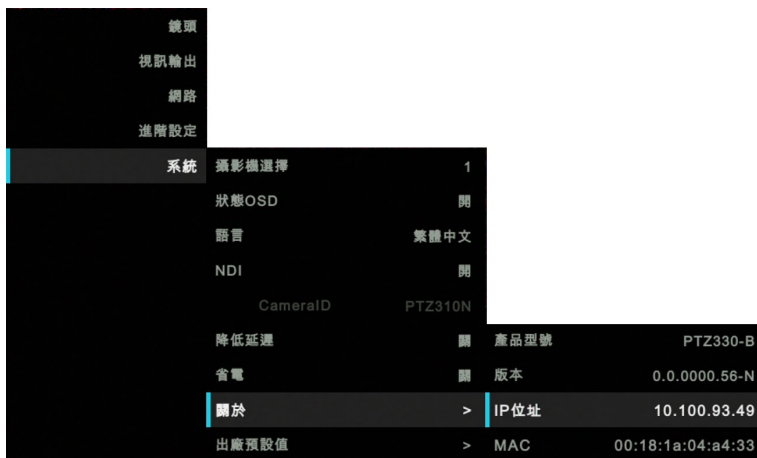 鏡頭
視訊輸出
網路
進階設定
系統 攝影機選擇 1
狀態OSD 開
語言 繁體中文
NDI 開
CameraID PTZ310N
降低延遲 關 產品型號 PTZ330-B
省電 關 版本 0.0.0000.56-N
關於 > IP位址 10.100.93.49
出廠預設值 > MAC 00:18:1a:04:a4:33